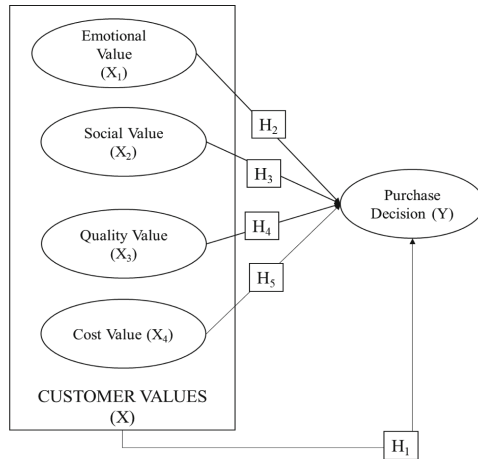 Emotional
Value
(X₁)
H₂
Social Value
(X₂)
H₃
Purchase
Decision (Y)
Quality Value
(X₃)
H₄
H₅
Cost Value (X₄)
CUSTOMER VALUES
(X)
H₁